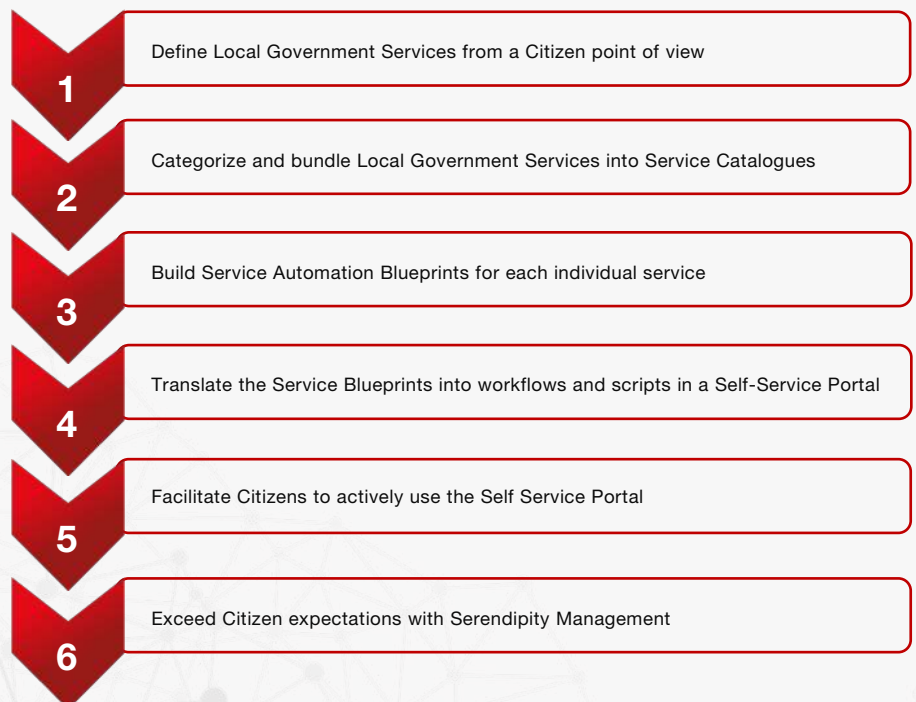 1
Define Local Government Services from a Citizen point of view
2
Categorize and bundle Local Government Services into Service Catalogues
3
Build Service Automation Blueprints for each individual service
4
Translate the Service Blueprints into workflows and scripts in a Self-Service Portal
5
Facilitate Citizens to actively use the Self Service Portal
6
Exceed Citizen expectations with Serendipity Management